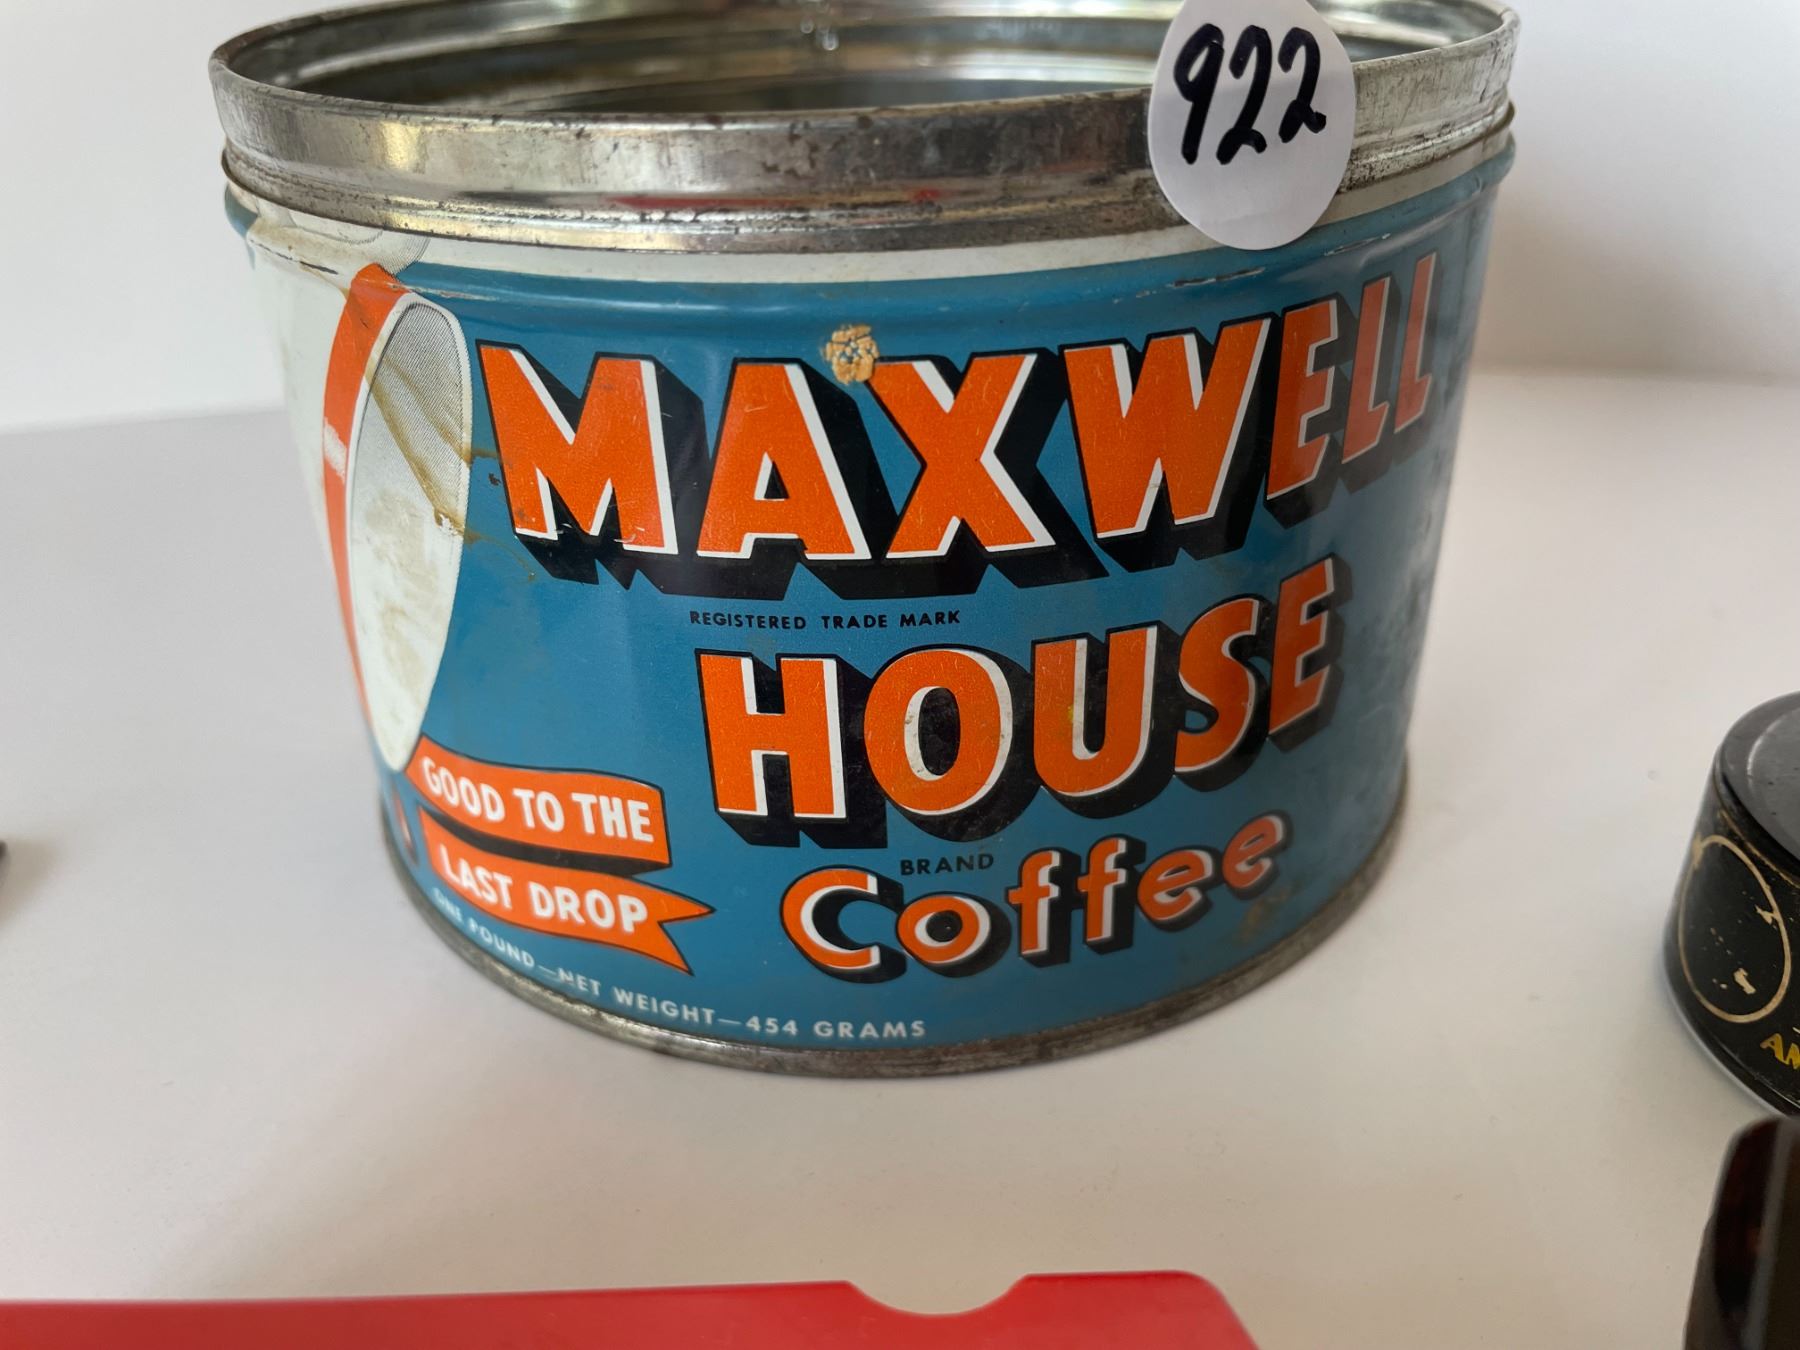 922
MAXWELL
REGISTERED TRADE MARK
HOUSE
BRAND
Coffee
GOOD TO THE
LAST DROP
ONE POUND—NET WEIGHT—454 GRAMS